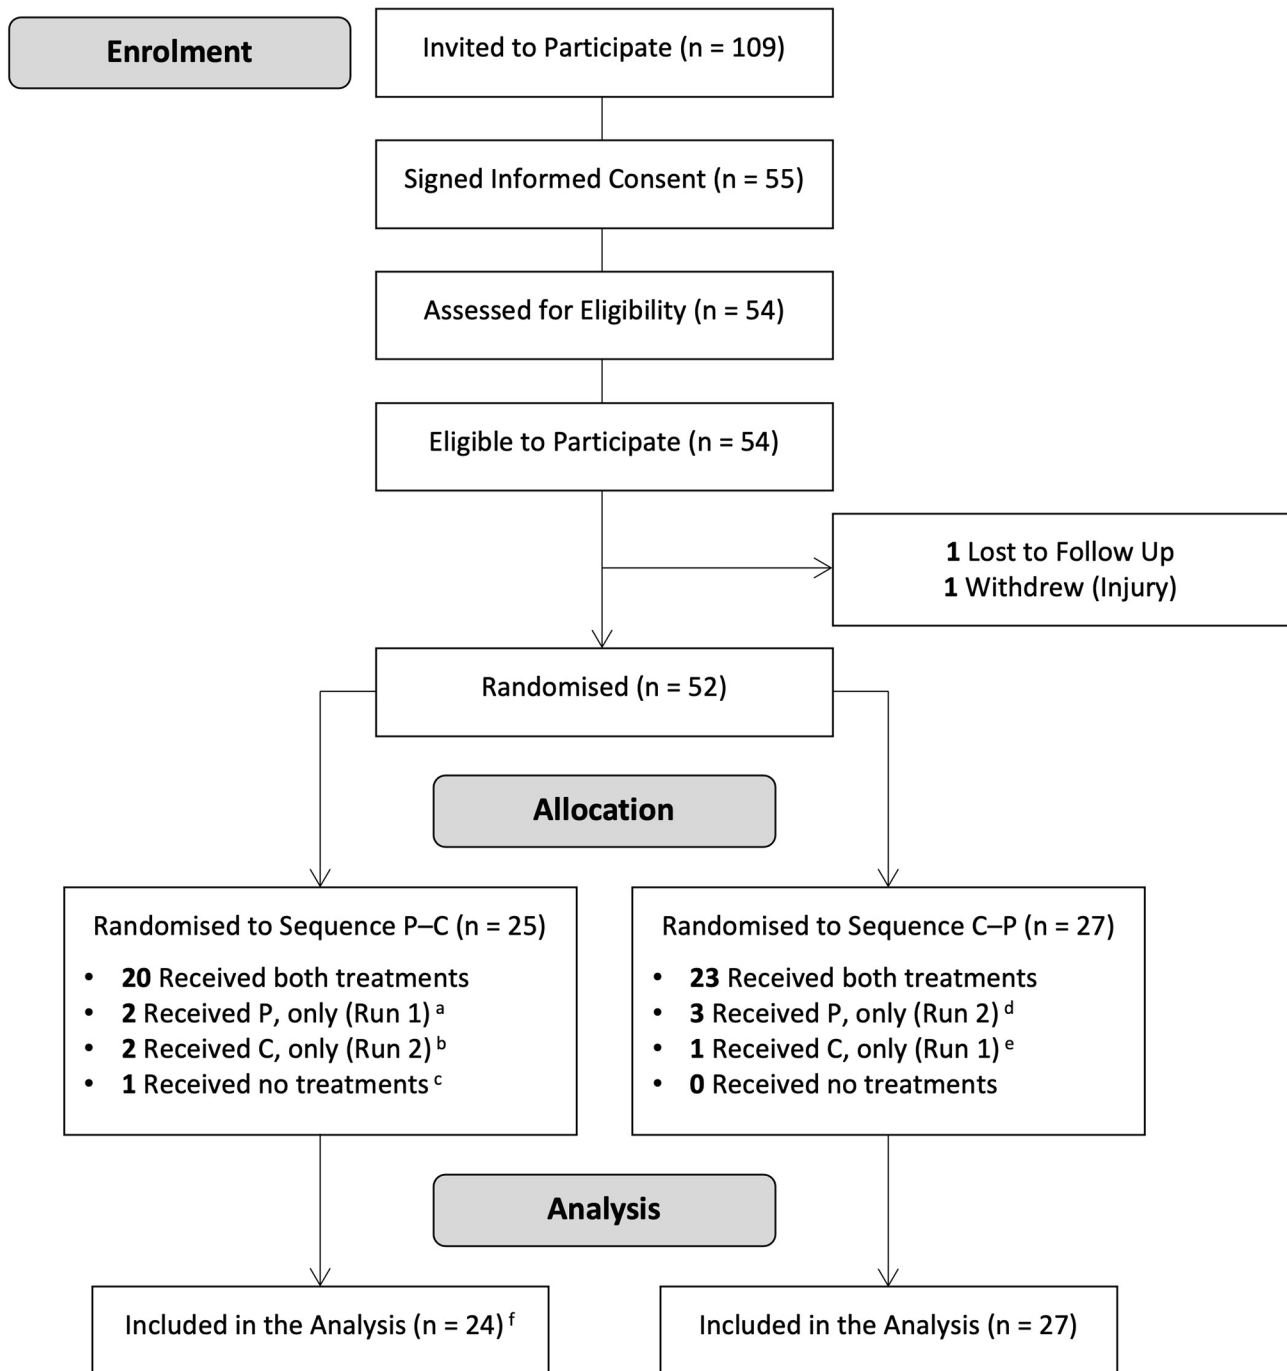 Enrolment
Invited to Participate (n = 109)
Signed Informed Consent (n = 55)
Assessed for Eligibility (n = 54)
Eligible to Participate (n = 54)
1 Lost to Follow Up
1 Withdrew (Injury)
Randomised (n = 52)
Allocation
Randomised to Sequence P–C (n = 25)
• 20 Received both treatments
• 2 Received P, only (Run 1) a
• 2 Received C, only (Run 2) b
• 1 Received no treatments c
Randomised to Sequence C–P (n = 27)
• 23 Received both treatments
• 3 Received P, only (Run 2) d
• 1 Received C, only (Run 1) e
• 0 Received no treatments
Analysis
Included in the Analysis (n = 24) f
Included in the Analysis (n = 27)